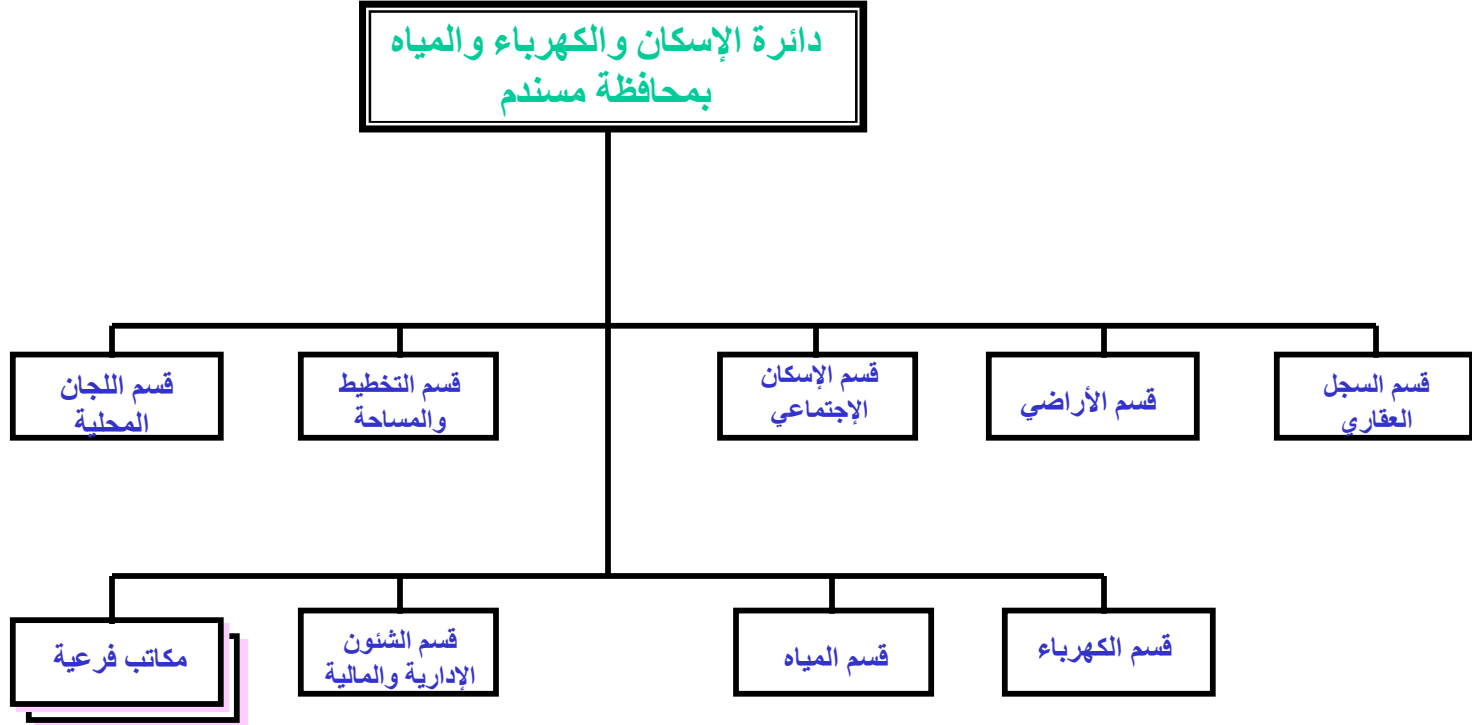 دائرة الإسكان والكهرباء والمياه
بمحافظة مسندم
قسم السجل
العقاري
قسم الأراضي
قسم الإسكان
الإجتماعي
قسم التخطيط
والمساحة
قسم اللجان
المحلية
قسم الكهرباء
قسم المياه
قسم الشئون
الإدارية والمالية
مكاتب فرعية